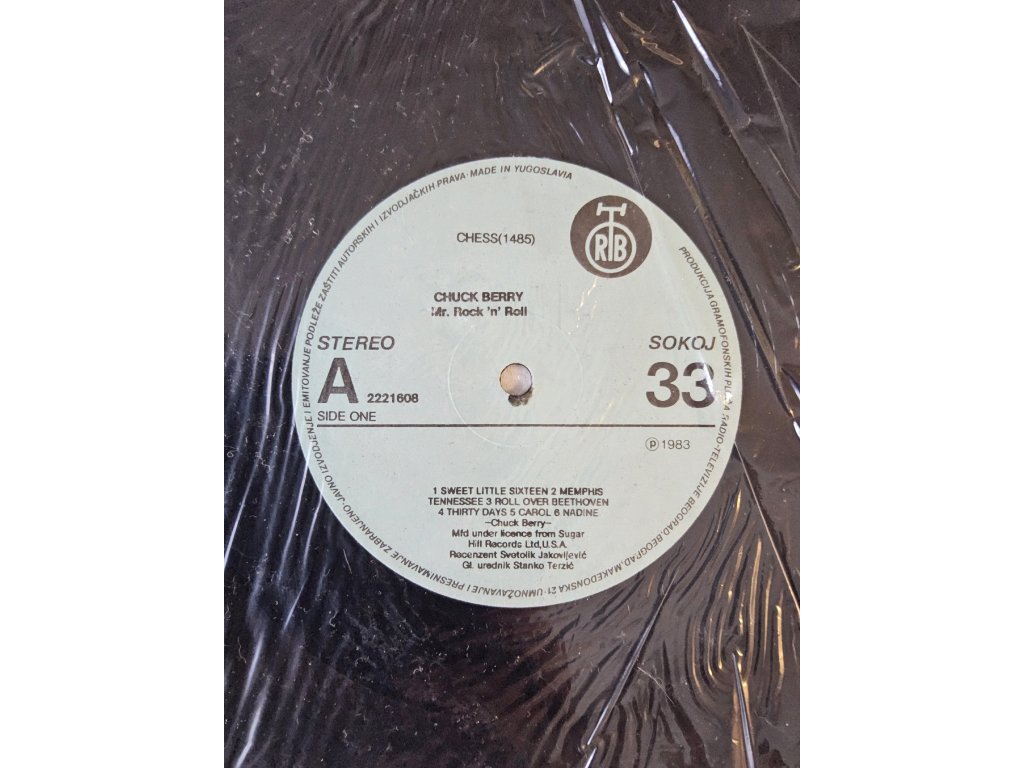 JAVNO IZVODJENJE I EMITOVANJE PODLEŽE ZAŠTITI AUTORSKIH I IZVODJAČKIH PRAVA · MADE IN YUGOSLAVIA
RTB
CHESS(1485)
CHUCK BERRY
Mr. Rock 'n' Roll
STEREO
SOKOJ
A 2221608
33
SIDE ONE
℗ 1983
1 SWEET LITTLE SIXTEEN 2 MEMPHIS
TENNESSEE 3 ROLL OVER BEETHOVEN
4 THIRTY DAYS 5 CAROL 6 NADINE
-Chuck Berry-
Mfd under licence from Sugar
Hill Records Ltd,U.S.A.
Recenzent Svetolik Jakovljević
Gl. urednik Stanko Terzić
PRODUKCIJA GRAMOFONSKIH RADIO-TELEVIZIJE BEOGRAD, BEOGRAD, MAKEDONSKA 21 · UMNOŽAVANJE I PRESNIMAVANJE ZABRANJENO ·